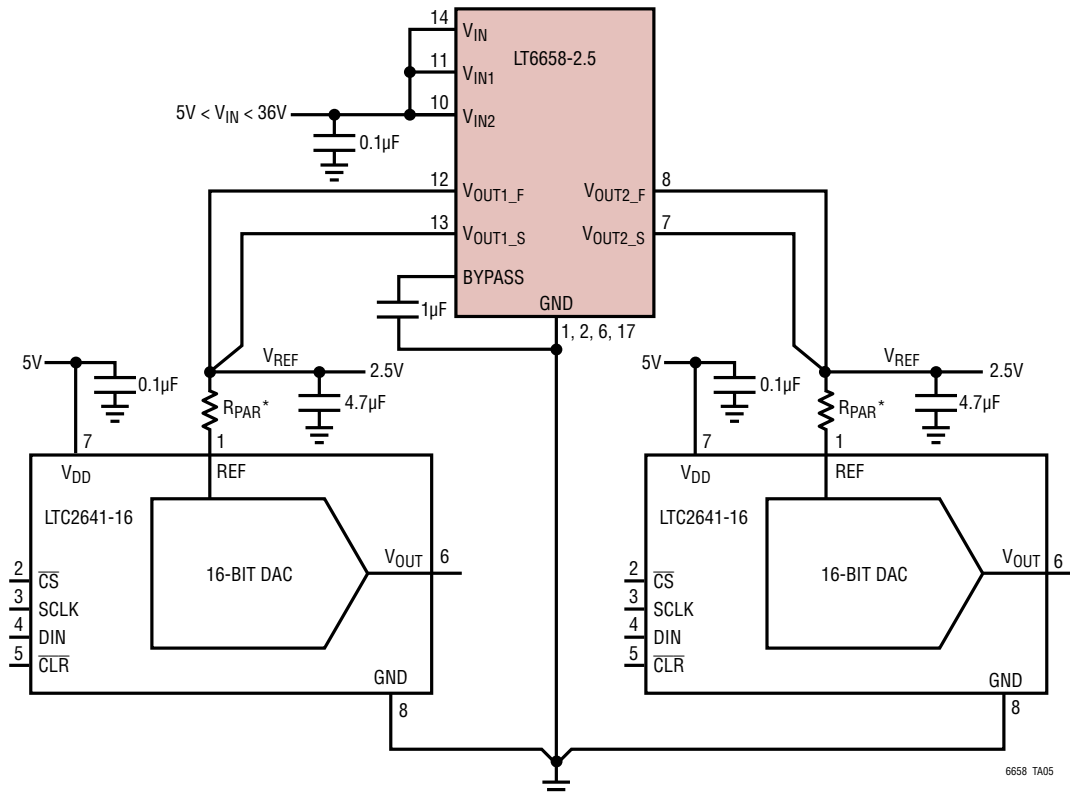 14
V_IN
LT6658-2.5
11
V_IN1
5V < V_IN < 36V
10
V_IN2
0.1µF
12
V_OUT1_F
V_OUT2_F
8
13
V_OUT1_S
V_OUT2_S
7
BYPASS
1µF
GND
1, 2, 6, 17
5V
0.1µF
V_REF
2.5V
R_PAR*
4.7µF
7
1
V_DD
REF
LTC2641-16
16-BIT DAC
V_OUT
6
2
C̅S̅
3
SCLK
4
DIN
5
C̅L̅R̅
GND
8
5V
0.1µF
V_REF
2.5V
R_PAR*
4.7µF
7
1
V_DD
REF
LTC2641-16
16-BIT DAC
V_OUT
6
2
C̅S̅
3
SCLK
4
DIN
5
C̅L̅R̅
GND
8
6658 TA05